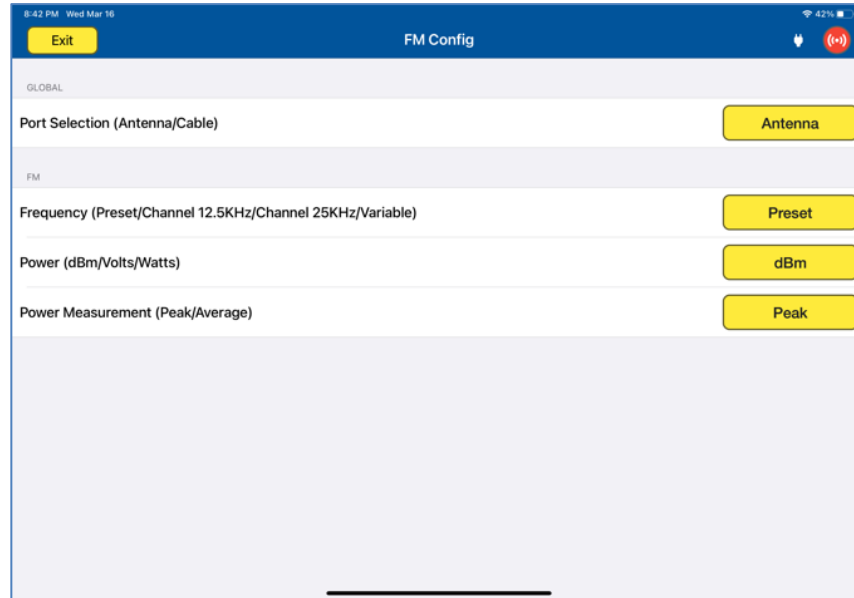 8:42 PM Wed Mar 16 42%
Exit FM Config
GLOBAL
Port Selection (Antenna/Cable) Antenna
FM
Frequency (Preset/Channel 12.5KHz/Channel 25KHz/Variable) Preset
Power (dBm/Volts/Watts) dBm
Power Measurement (Peak/Average) Peak